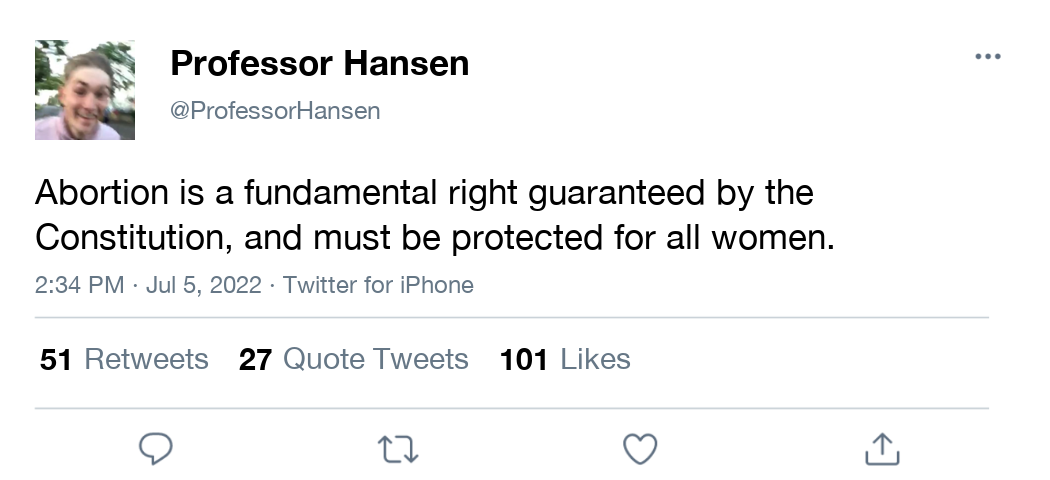 Professor Hansen
@ProfessorHansen
Abortion is a fundamental right guaranteed by the
Constitution, and must be protected for all women.
2:34 PM · Jul 5, 2022 · Twitter for iPhone
51 Retweets 27 Quote Tweets 101 Likes